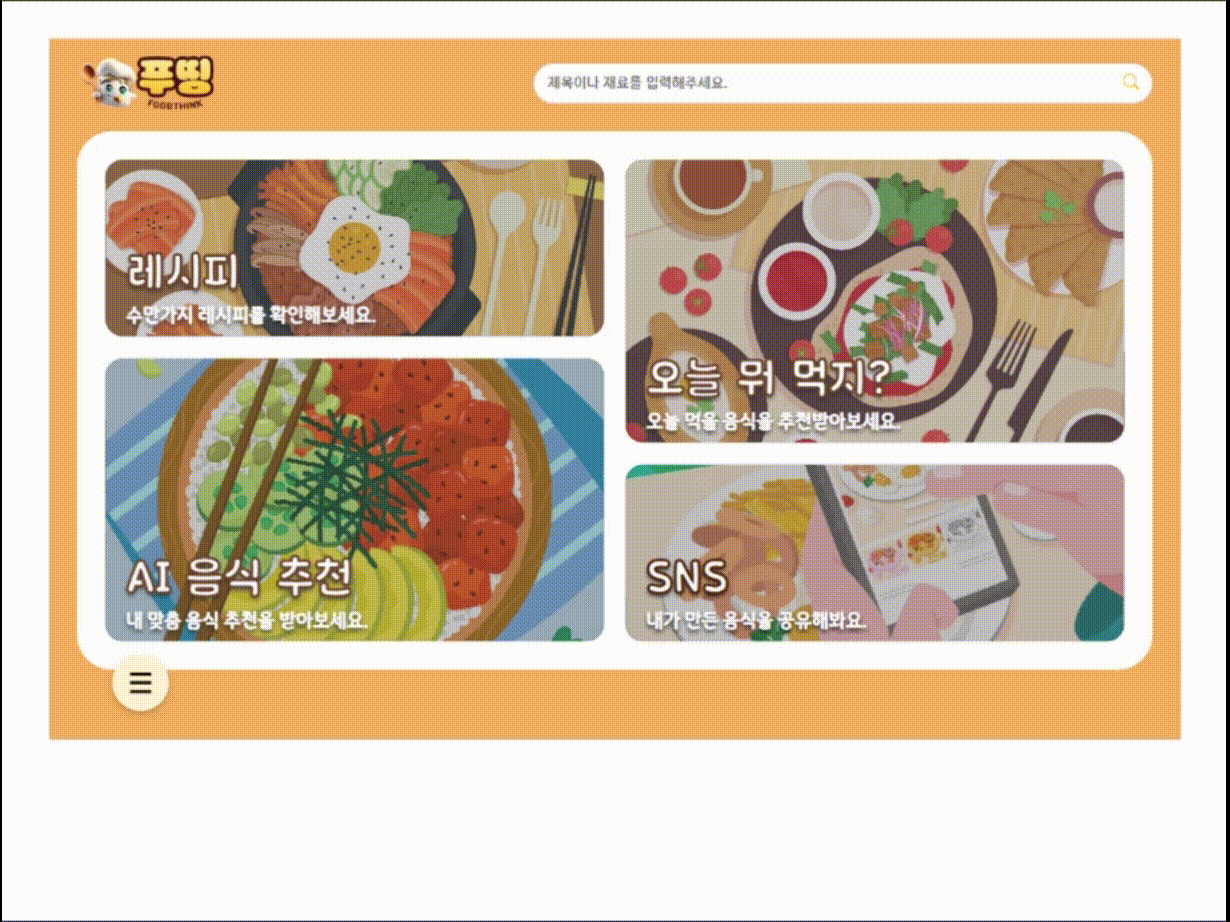 푸띵
FOODTHINK
제목이나 재료를 입력해주세요.
레시피
수만가지 레시피를 확인해보세요.
오늘 뭐 먹지?
오늘 먹을 음식을 추천받아보세요.
AI 음식 추천
내 맞춤 음식 추천을 받아보세요.
SNS
내가 만든 음식을 공유해봐요.